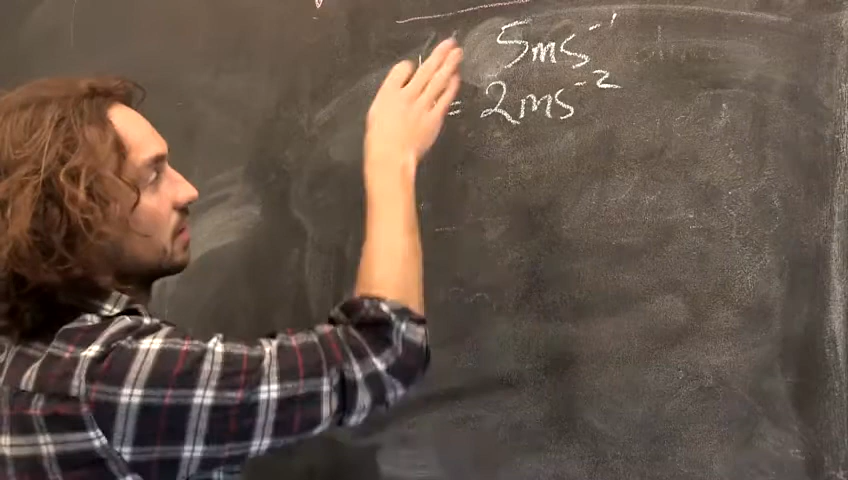 5ms⁻¹
= 2ms⁻²